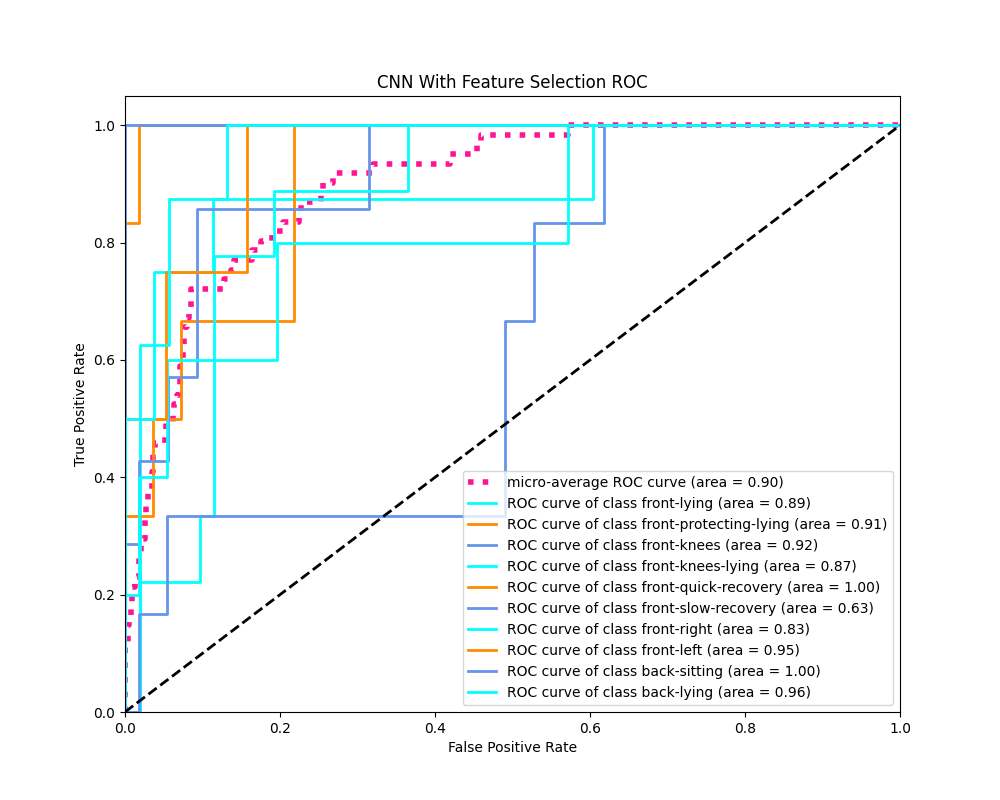 CNN With Feature Selection ROC
True Positive Rate
1.0
0.8
0.6
0.4
0.2
0.0
micro-average ROC curve (area = 0.90)
ROC curve of class front-lying (area = 0.89)
ROC curve of class front-protecting-lying (area = 0.91)
ROC curve of class front-knees (area = 0.92)
ROC curve of class front-knees-lying (area = 0.87)
ROC curve of class front-quick-recovery (area = 1.00)
ROC curve of class front-slow-recovery (area = 0.63)
ROC curve of class front-right (area = 0.83)
ROC curve of class front-left (area = 0.95)
ROC curve of class back-sitting (area = 1.00)
ROC curve of class back-lying (area = 0.96)
0.0 0.2 0.4 0.6 0.8 1.0
False Positive Rate